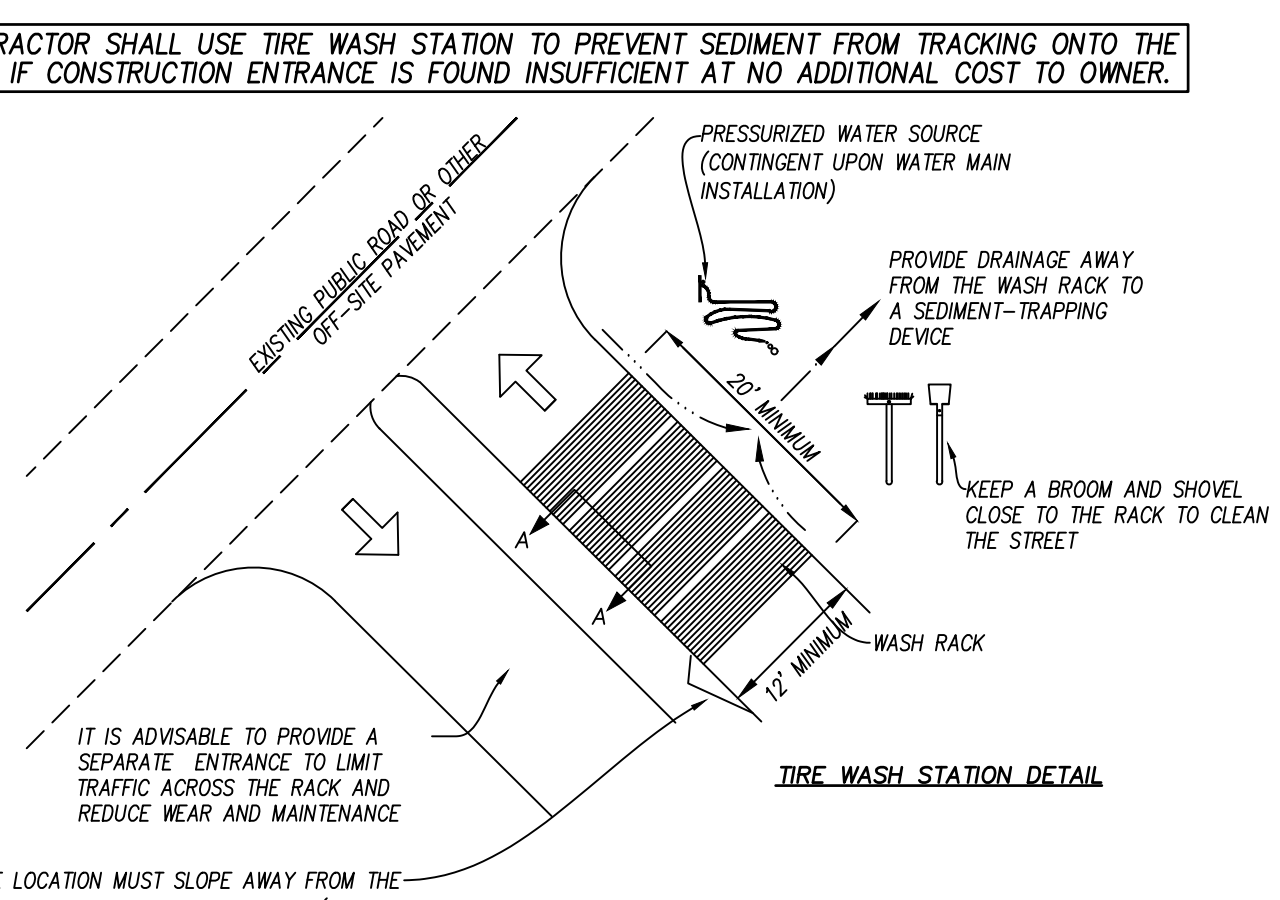 RACTOR SHALL USE TIRE WASH STATION TO PREVENT SEDIMENT FROM TRACKING ONTO THE
IF CONSTRUCTION ENTRANCE IS FOUND INSUFFICIENT AT NO ADDITIONAL COST TO OWNER.
PRESSURIZED WATER SOURCE
(CONTINGENT UPON WATER MAIN
INSTALLATION)
EXISTING PUBLIC ROAD OR OTHER
OFF-SITE PAVEMENT
PROVIDE DRAINAGE AWAY
FROM THE WASH RACK TO
A SEDIMENT-TRAPPING
DEVICE
20' MINIMUM
KEEP A BROOM AND SHOVEL
CLOSE TO THE RACK TO CLEAN
THE STREET
A
A
WASH RACK
12' MINIMUM
IT IS ADVISABLE TO PROVIDE A
SEPARATE ENTRANCE TO LIMIT
TRAFFIC ACROSS THE RACK AND
REDUCE WEAR AND MAINTENANCE
TIRE WASH STATION DETAIL
LOCATION MUST SLOPE AWAY FROM THE